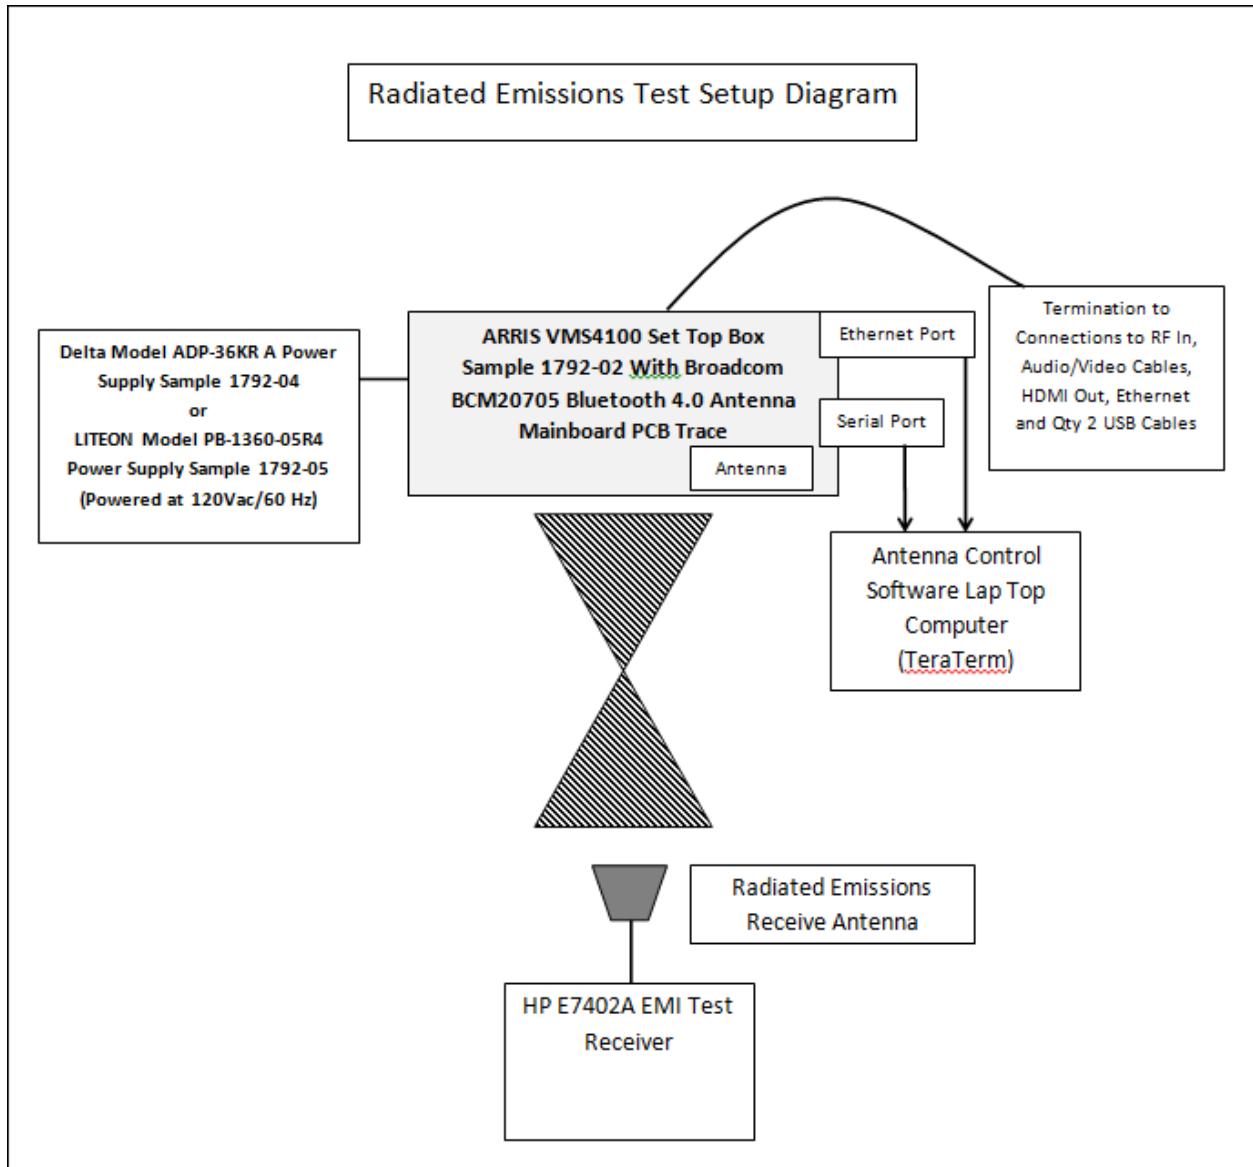 Radiated Emissions Test Setup Diagram
Delta Model ADP-36KR A Power
Supply Sample 1792-04
or
LITEON Model PB-1360-05R4
Power Supply Sample 1792-05
(Powered at 120Vac/60 Hz)
ARRIS VMS4100 Set Top Box
Sample 1792-02 With Broadcom
BCM20705 Bluetooth 4.0 Antenna
Mainboard PCB Trace
Antenna
Ethernet Port
Serial Port
Termination to
Connections to RF In,
Audio/Video Cables,
HDMI Out, Ethernet
and Qty 2 USB Cables
Antenna Control
Software Lap Top
Computer
(TeraTerm)
Radiated Emissions
Receive Antenna
HP E7402A EMI Test
Receiver